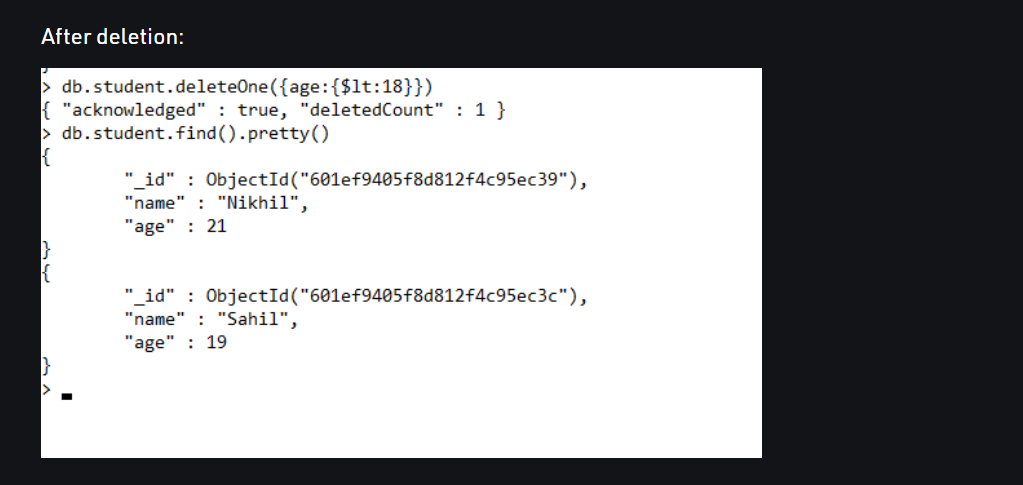 After deletion:
> db.student.deleteOne({age:{$lt:18}})
{ "acknowledged" : true, "deletedCount" : 1 }
> db.student.find().pretty()
{
"_id" : ObjectId("601ef9405f8d812f4c95ec39"),
"name" : "Nikhil",
"age" : 21
}
{
"_id" : ObjectId("601ef9405f8d812f4c95ec3c"),
"name" : "Sahil",
"age" : 19
}
>